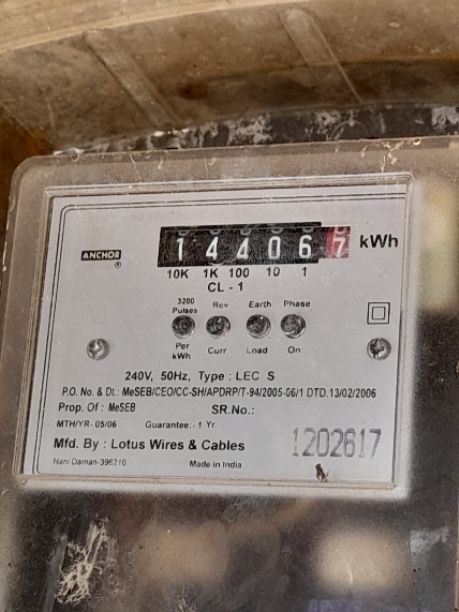 ANCHOR ®
1 4 4 0 6 7 kWh
10K 1K 100 10 1
CL - 1
3200 Pulses Rev Earth Phase
Per kWh Curr Load On
240V, 50Hz, Type : LEC S
P.O. No. & Dt.: MeSEB/CEO/CC-SH/APDRP/T-94/2005-06/1 DTD.13/02/2006
Prop. Of : MeSEB SR.No.:
MTH/YR- 05/06 Guarantee:- 1 Yr.
1202617
Mfd. By : Lotus Wires & Cables
Nani Daman-396210 Made in India